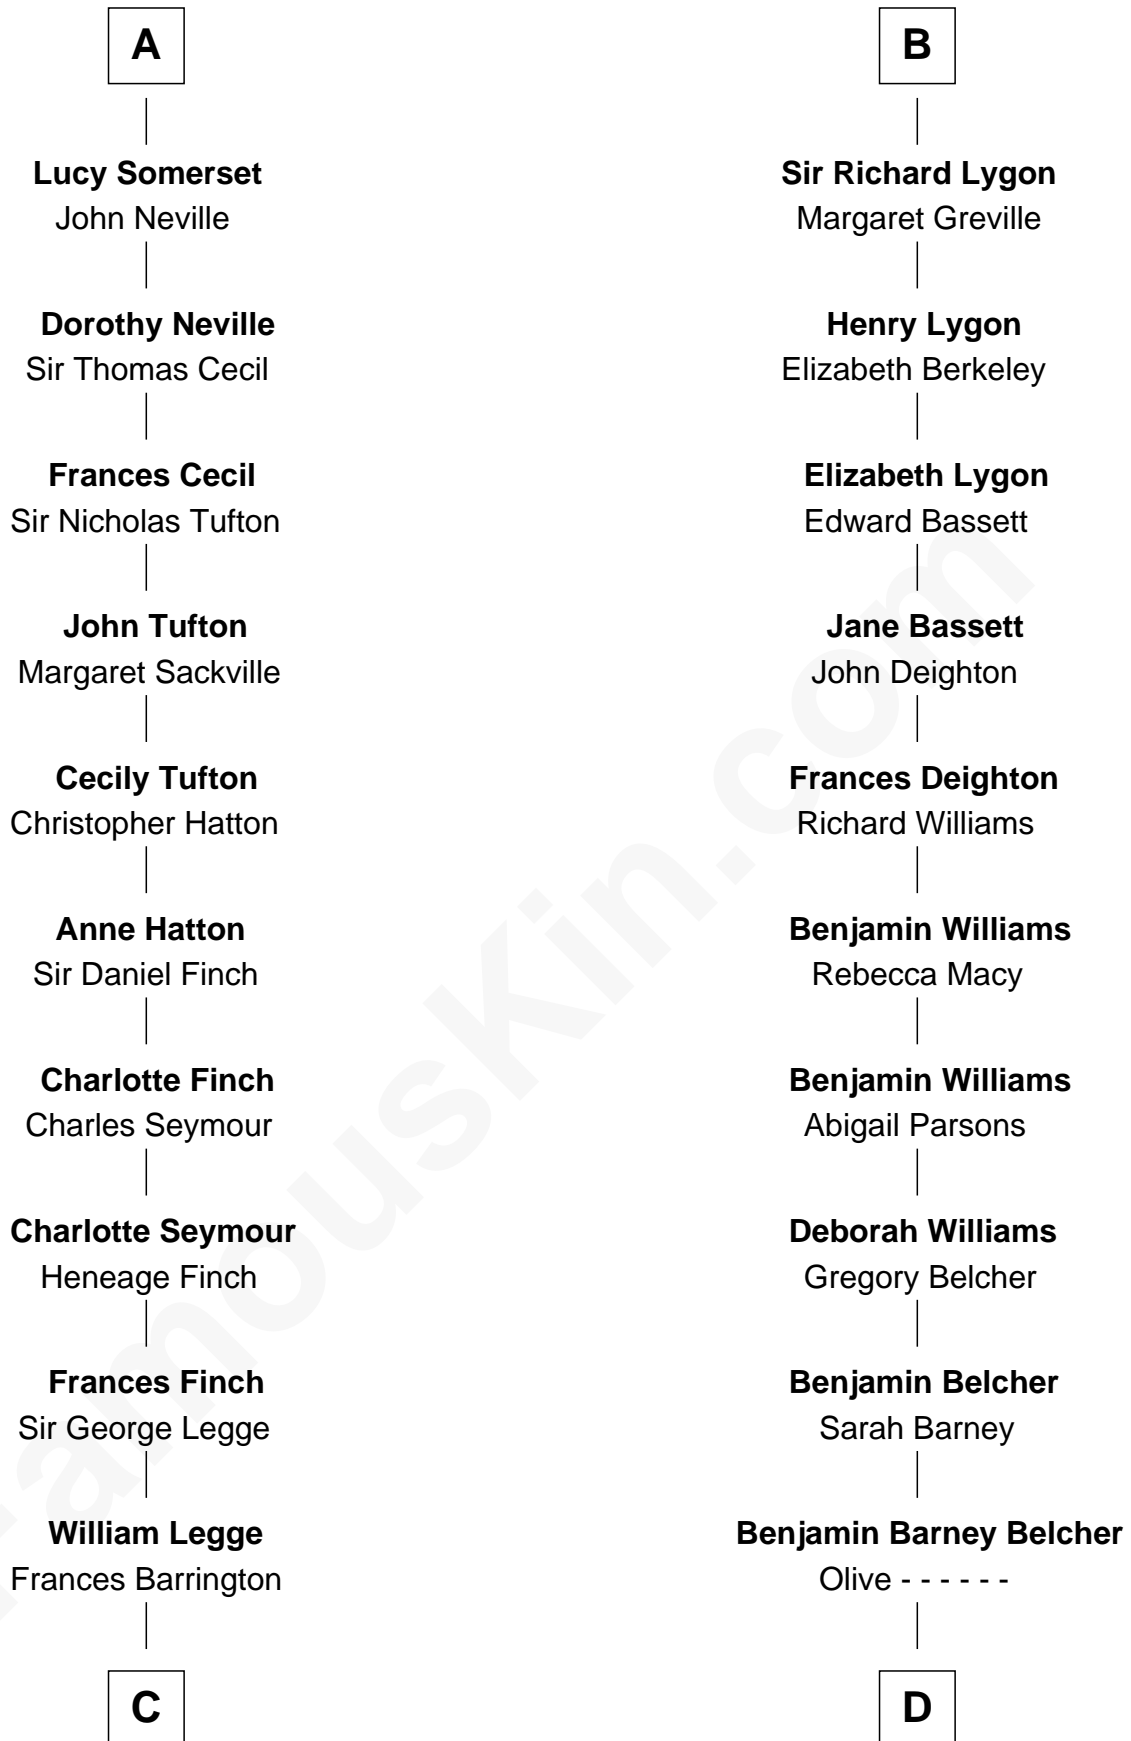 A
Lucy Somerset
John Neville
Dorothy Neville
Sir Thomas Cecil
Frances Cecil
Sir Nicholas Tufton
John Tufton
Margaret Sackville
Cecily Tufton
Christopher Hatton
Anne Hatton
Sir Daniel Finch
Charlotte Finch
Charles Seymour
Charlotte Seymour
Heneage Finch
Frances Finch
Sir George Legge
William Legge
Frances Barrington
C
B
Sir Richard Lygon
Margaret Greville
Henry Lygon
Elizabeth Berkeley
Elizabeth Lygon
Edward Bassett
Jane Bassett
John Deighton
Frances Deighton
Richard Williams
Benjamin Williams
Rebecca Macy
Benjamin Williams
Abigail Parsons
Deborah Williams
Gregory Belcher
Benjamin Belcher
Sarah Barney
Benjamin Barney Belcher
Olive - - - - - -
D
FamousKin.com